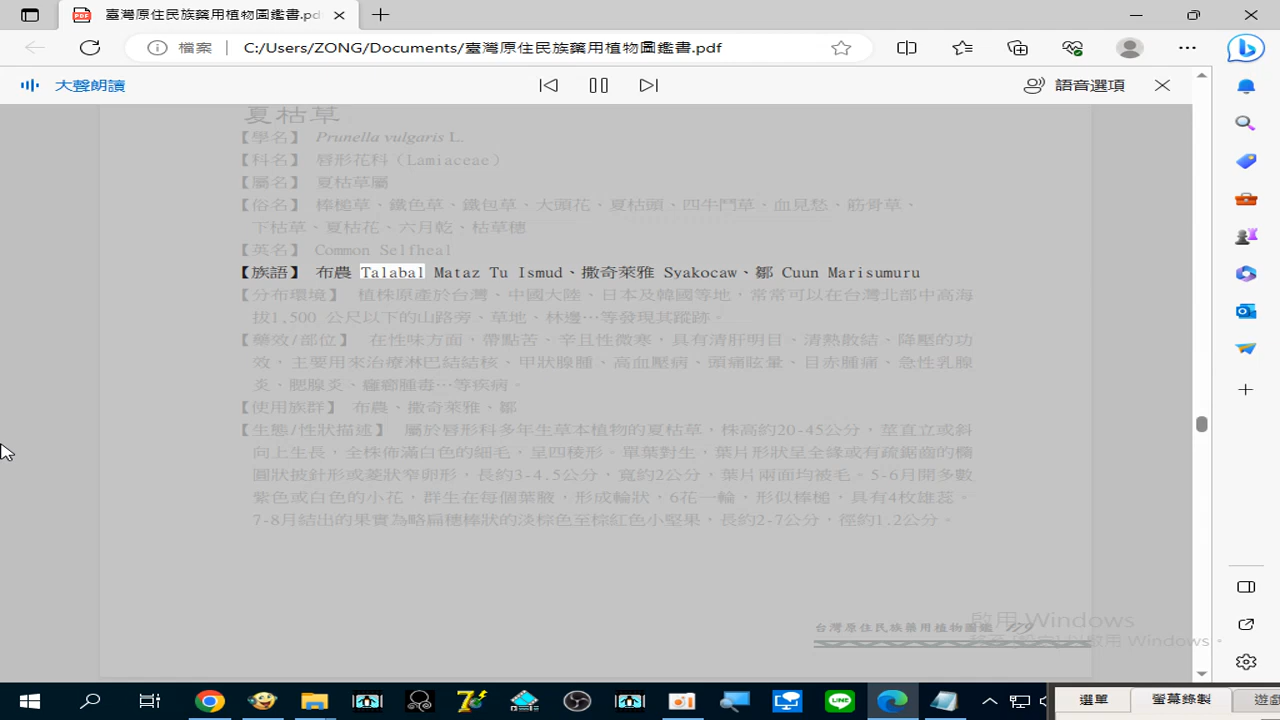 臺灣原住民族藥用植物圖鑑書.pdf
檔案 C:/Users/ZONG/Documents/臺灣原住民族藥用植物圖鑑書.pdf
大聲朗讀
語音選項
夏枯草
【學名】 Prunella vulgaris L.
【科名】 唇形花科（Lamiaceae）
【屬名】 夏枯草屬
【俗名】 棒槌草、鐵色草、鐵包草、大頭花、夏枯頭、四牛鬥草、血見愁、筋骨草、
下枯草、夏枯花、六月乾、枯草穗
【英名】 Common Selfheal
【族語】 布農 Talabal Mataz Tu Ismud、撒奇萊雅 Syakocaw、鄒 Cuun Marisumuru
【分布環境】 植株原產於台灣、中國大陸、日本及韓國等地，常常可以在台灣北部中高海
拔1,500 公尺以下的山路旁、草地、林邊…等發現其蹤跡。
【藥效/部位】 在性味方面，帶點苦、辛且性微寒，具有清肝明目、清熱散結、降壓的功
效，主要用來治療淋巴結結核、甲狀腺腫、高血壓病、頭痛眩暈、目赤腫痛、急性乳腺
炎、腮腺炎、癰癤腫毒…等疾病。
【使用族群】 布農、撒奇萊雅、鄒
【生態/性狀描述】 屬於唇形科多年生草本植物的夏枯草，株高約20-45公分，莖直立或斜
向上生長，全株佈滿白色的細毛，呈四稜形。單葉對生，葉片形狀呈全緣或有疏鋸齒的橢
圓狀披針形或菱狀窄卵形，長約3-4.5公分，寬約2公分，葉片兩面均被毛。5-6月開多數
紫色或白色的小花，群生在每個葉腋，形成輪狀，6花一輪，形似棒槌，具有4枚雄蕊。
7-8月結出的果實為略扁穗棒狀的淡棕色至棕紅色小堅果，長約2-7公分，徑約1.2公分。
台灣原住民族藥用植物圖鑑 179
啟用 Windows
選單 螢幕錄製 遊戲